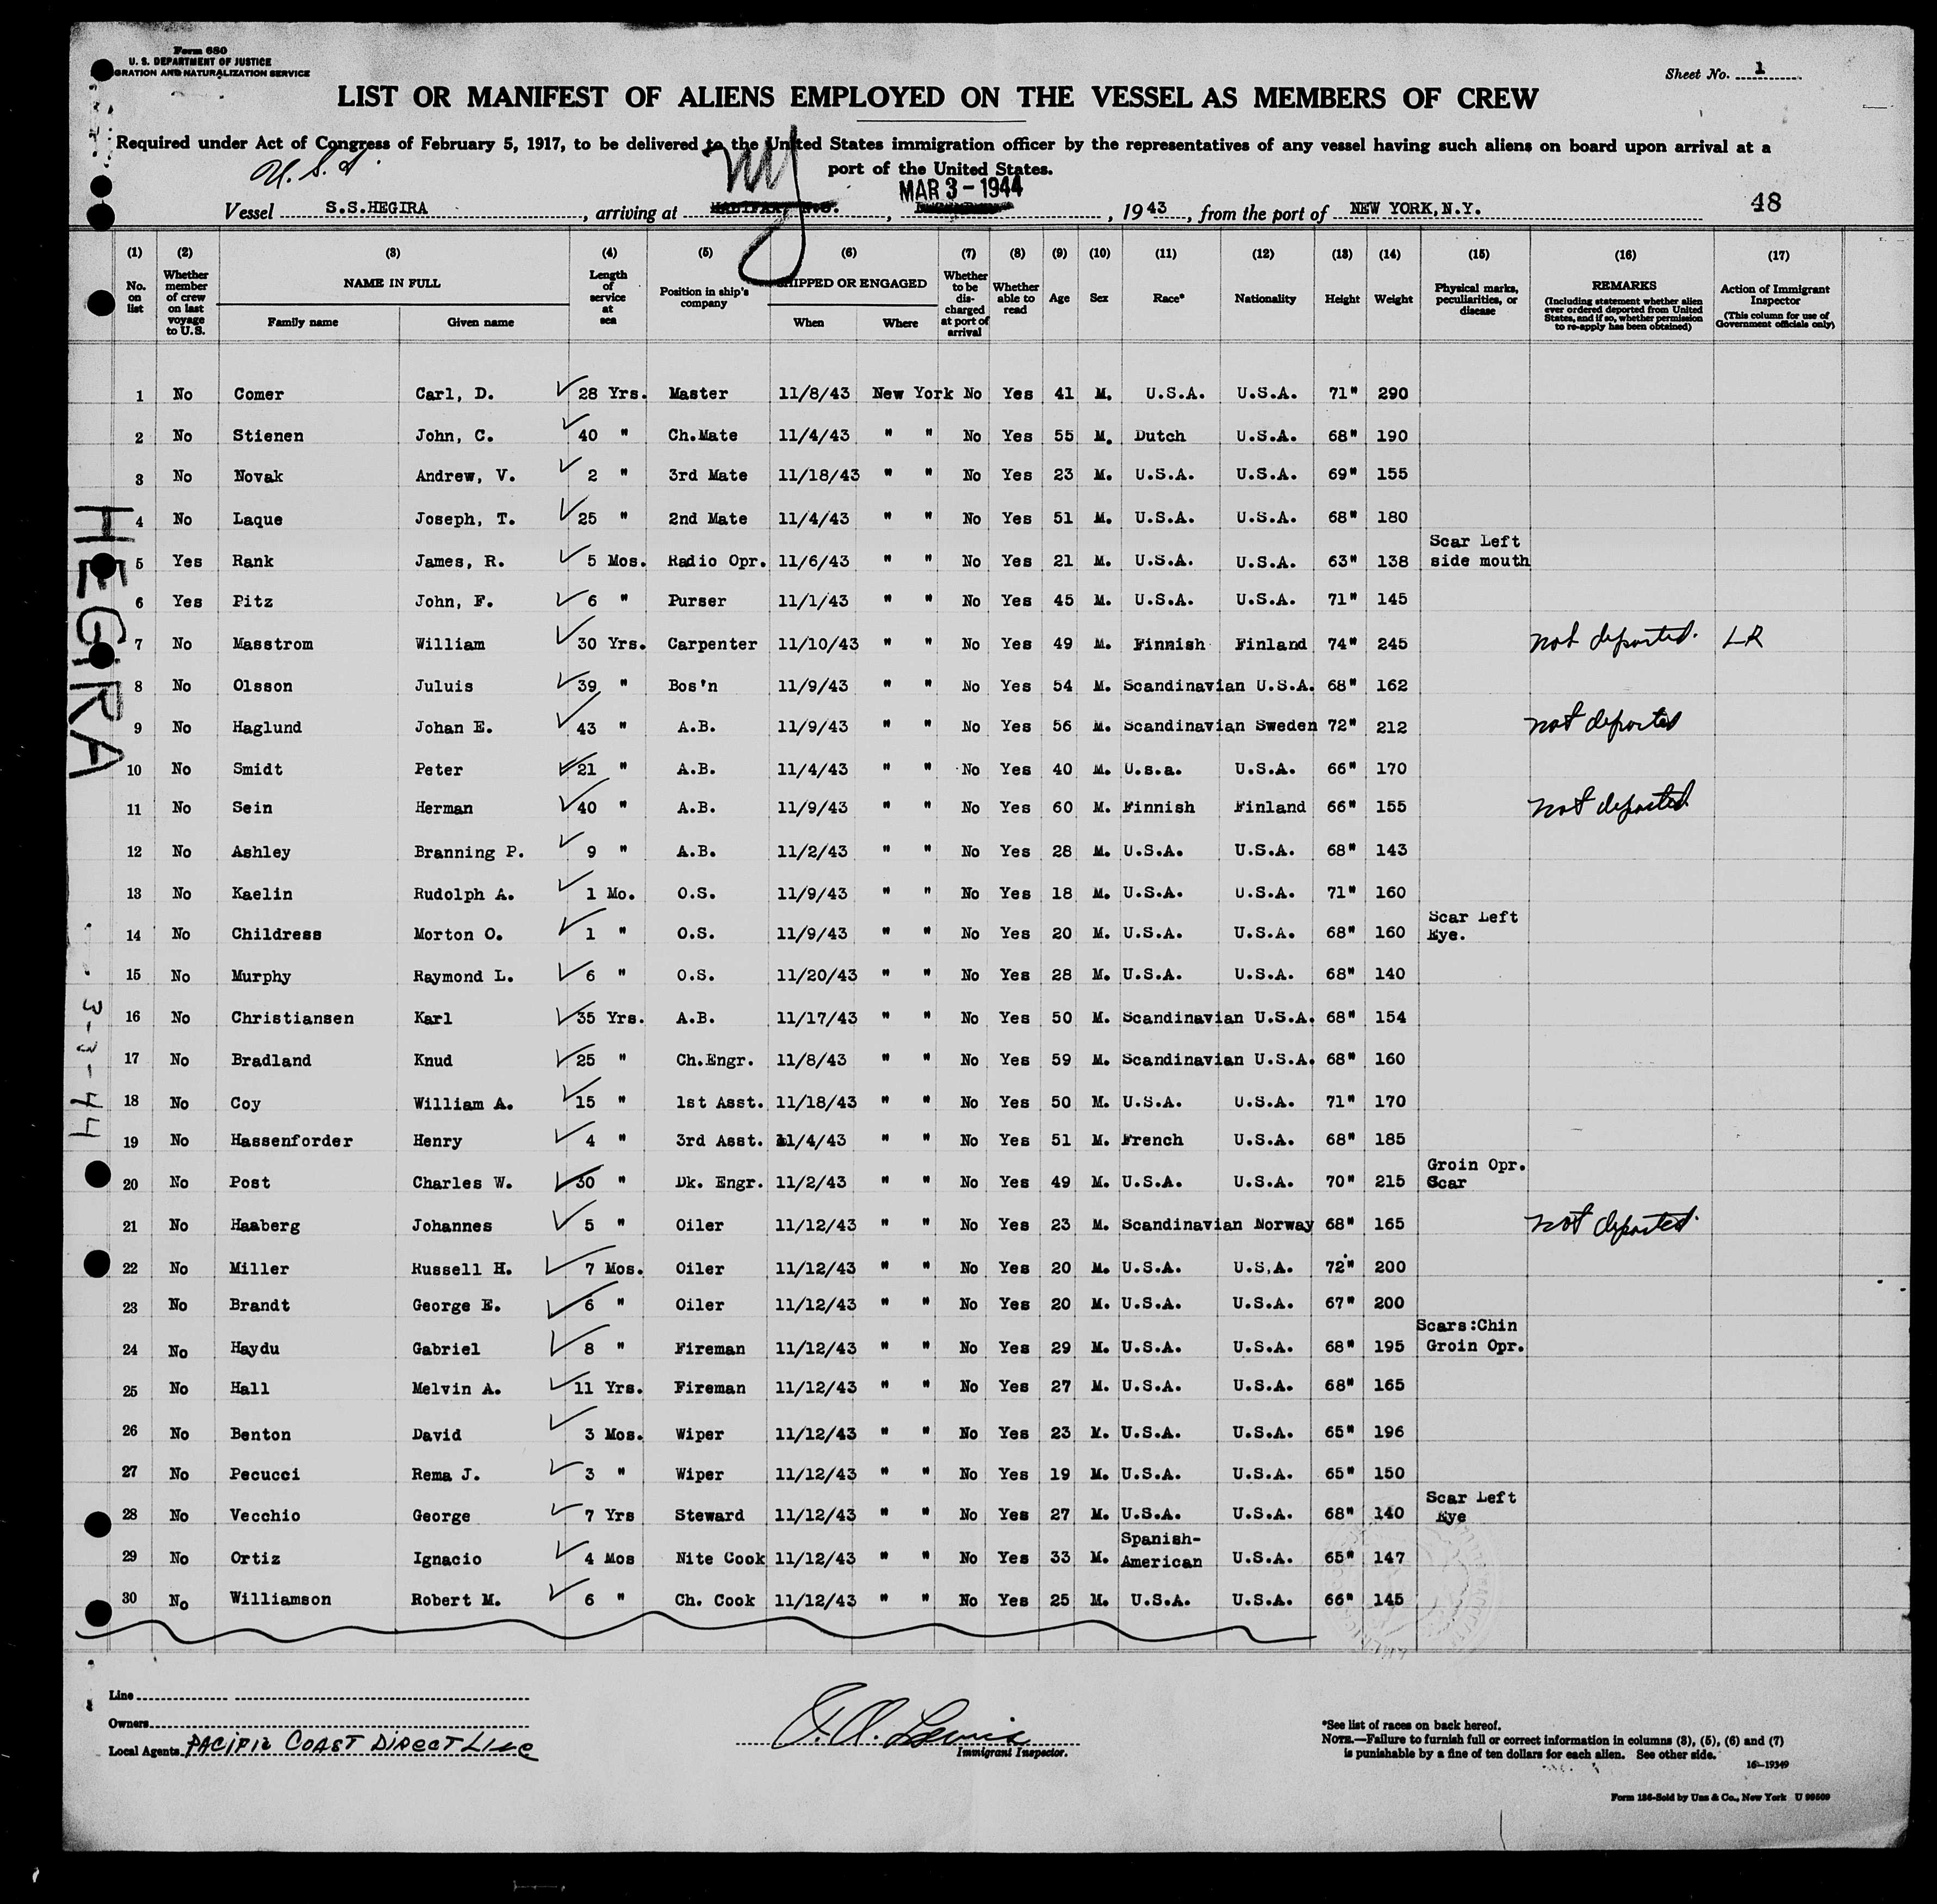 Form 680
U. S. DEPARTMENT OF JUSTICE
GRATION AND NATURALIZATION SERVICE
Sheet No. 1
LIST OR MANIFEST OF ALIENS EMPLOYED ON THE VESSEL AS MEMBERS OF CREW
Required under Act of Congress of February 5, 1917, to be delivered to the United States immigration officer by the representatives of any vessel having such aliens on board upon arrival at a
port of the United States.
ny
MAR 3 - 1944
Vessel S.S.HEGIRA, arriving at HALIFAX, N.S., 1943, from the port of NEW YORK,N.Y. 48
(1) (2) (3) (4) (5) (6) (7) (8) (9) (10) (11) (12) (13) (14) (15) (16) (17)
No. on list
Whether member of crew on last voyage to U.S.
NAME IN FULL
Family name
Given name
Length of service at sea
Position in ship's company
SHIPPED OR ENGAGED
When
Where
Whether to be discharged at port of arrival
Whether able to read
Age
Sex
Race*
Nationality
Height
Weight
Physical marks, peculiarities, or disease
REMARKS
(Including statement whether alien ever ordered deported from United States, and if so, whether permission to re-apply has been obtained)
Action of Immigrant Inspector
(This column for use of Government officials only)
1 No Comer Carl, D. 28 Yrs. Master 11/8/43 New York No Yes 41 M. U.S.A. U.S.A. 71" 290
2 No Stienen John, C. 40 " Ch.Mate 11/4/43 " " No Yes 55 M. Dutch U.S.A. 68" 190
3 No Novak Andrew, V. 2 " 3rd Mate 11/18/43 " " No Yes 23 M. U.S.A. U.S.A. 69" 155
4 No Laque Joseph, T. 25 " 2nd Mate 11/4/43 " " No Yes 51 M. U.S.A. U.S.A. 68" 180
5 Yes Rank James, R. 5 Mos. Radio Opr. 11/6/43 " " No Yes 21 M. U.S.A. U.S.A. 63" 138 Scar Left side mouth
6 Yes Pitz John, F. 6 " Purser 11/1/43 " " No Yes 45 M. U.S.A. U.S.A. 71" 145
7 No Masstrom William 30 Yrs. Carpenter 11/10/43 " " No Yes 49 M. Finnish Finland 74" 245 not deported. LR
8 No Olsson Juluis 39 " Bos'n 11/9/43 " " No Yes 54 M. Scandinavian U.S.A. 68" 162
9 No Haglund Johan E. 43 " A.B. 11/9/43 " " No Yes 56 M. Scandinavian Sweden 72" 212 not deported
10 No Smidt Peter 21 " A.B. 11/4/43 " " No Yes 40 M. U.s.a. U.S.A. 66" 170
11 No Sein Herman 40 " A.B. 11/9/43 " " No Yes 60 M. Finnish Finland 66" 155 not deported
12 No Ashley Branning P. 9 " A.B. 11/2/43 " " No Yes 28 M. U.S.A. U.S.A. 68" 143
13 No Kaelin Rudolph A. 1 Mo. O.S. 11/9/43 " " No Yes 18 M. U.S.A. U.S.A. 71" 160
14 No Childress Morton O. 1 " O.S. 11/9/43 " " No Yes 20 M. U.S.A. U.S.A. 68" 160 Scar Left Eye.
15 No Murphy Raymond L. 6 " O.S. 11/20/43 " " No Yes 28 M. U.S.A. U.S.A. 68" 140
16 No Christiansen Karl 35 Yrs. A.B. 11/17/43 " " No Yes 50 M. Scandinavian U.S.A. 68" 154
17 No Bradland Knud 25 " Ch.Engr. 11/8/43 " " No Yes 59 M. Scandinavian U.S.A. 68" 160
18 No Coy William A. 15 " 1st Asst. 11/18/43 " " No Yes 50 M. U.S.A. U.S.A. 71" 170
19 No Hassenforder Henry 4 " 3rd Asst. 11/4/43 " " No Yes 51 M. French U.S.A. 68" 185
20 No Post Charles W. 30 " Dk. Engr. 11/2/43 " " No Yes 49 M. U.S.A. U.S.A. 70" 215 Groin Opr. Scar
21 No Haaberg Johannes 5 " Oiler 11/12/43 " " No Yes 23 M. Scandinavian Norway 68" 165 not deported.
22 No Miller Russell H. 7 Mos. Oiler 11/12/43 " " No Yes 20 M. U.S.A. U.S.A. 72" 200
23 No Brandt George E. 6 " Oiler 11/12/43 " " No Yes 20 M. U.S.A. U.S.A. 67" 200
24 No Haydu Gabriel 8 " Fireman 11/12/43 " " No Yes 29 M. U.S.A. U.S.A. 68" 195 Scars:Chin Groin Opr.
25 No Hall Melvin A. 11 Yrs. Fireman 11/12/43 " " No Yes 27 M. U.S.A. U.S.A. 68" 165
26 No Benton David 3 Mos. Wiper 11/12/43 " " No Yes 23 M. U.S.A. U.S.A. 65" 196
27 No Pecucci Rema J. 3 " Wiper 11/12/43 " " No Yes 19 M. U.S.A. U.S.A. 65" 150
28 No Vecchio George 7 Yrs Steward 11/12/43 " " No Yes 27 M. U.S.A. U.S.A. 68" 140 Scar Left Eye
29 No Ortiz Ignacio 4 Mos Nite Cook 11/12/43 " " No Yes 33 M. Spanish-American U.S.A. 65" 147
30 No Williamson Robert M. 6 " Ch. Cook 11/12/43 " " No Yes 25 M. U.S.A. U.S.A. 66" 145
HEGIRA
3-3-44
Line
Owners
Local Agents PACIFIC COAST DIRECT LINE
Immigrant Inspector.
*See list of races on back hereof.
NOTE.—Failure to furnish full or correct information in columns (3), (5), (6) and (7)
is punishable by a fine of ten dollars for each alien. See other side.
16—19349
Form 186-Sold by Unz & Co., New York U 99509